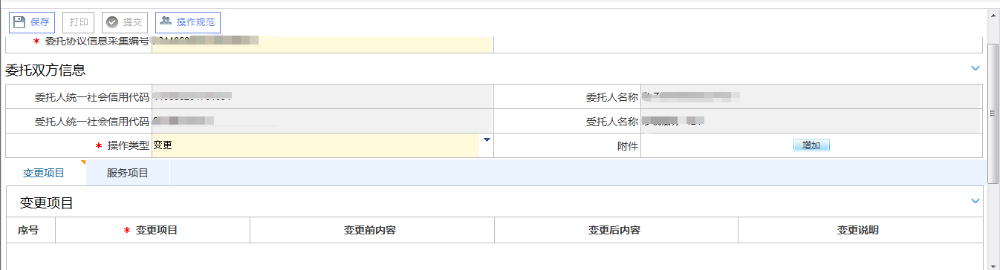 保存 打印 提交 操作规范
* 委托协议信息采集编号
委托双方信息
委托人统一社会信用代码 委托人名称
受托人统一社会信用代码 受托人名称
* 操作类型 变更 附件 增加
变更项目 服务项目
变更项目
序号 * 变更项目 变更前内容 变更后内容 变更说明